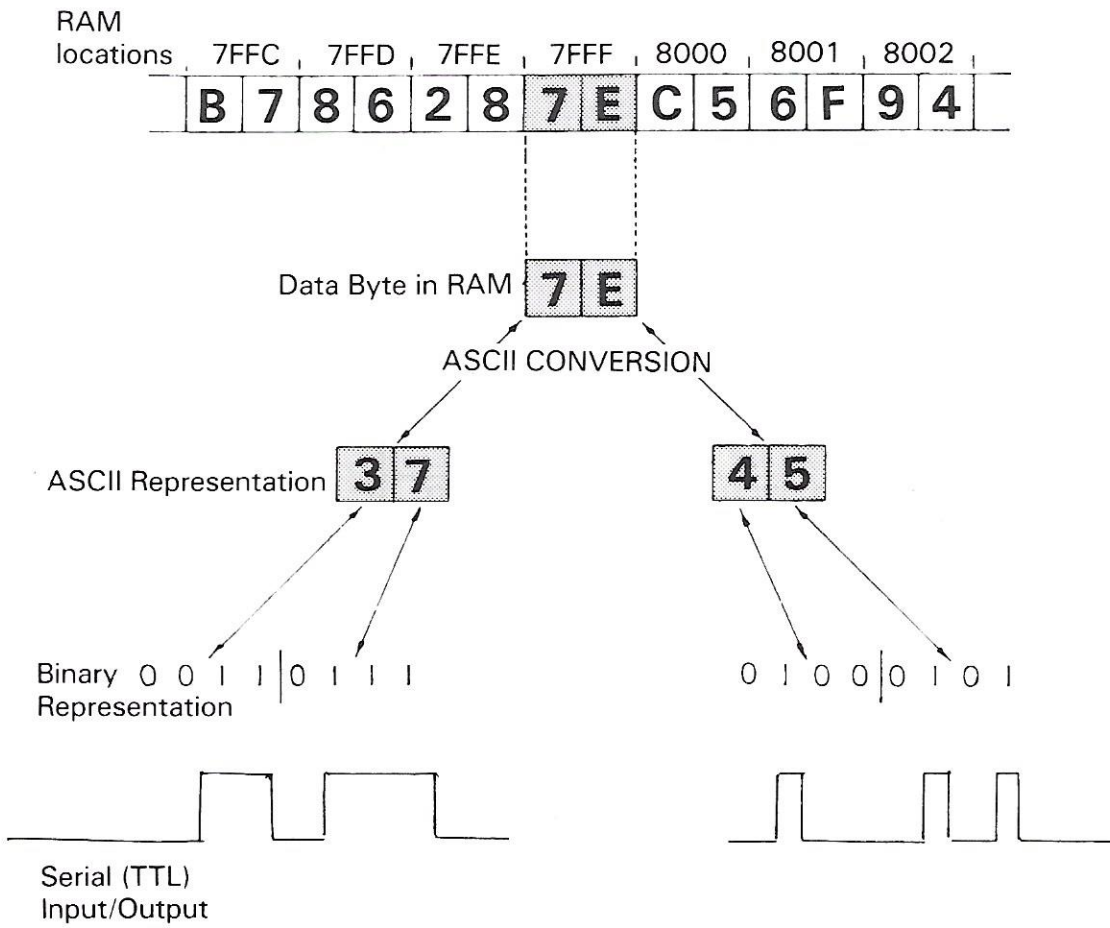 RAM
locations 7FFC 7FFD 7FFE 7FFF 8000 8001 8002
B 7 8 6 2 8 7 E C 5 6 F 9 4
Data Byte in RAM 7 E
ASCII CONVERSION
ASCII Representation 3 7 4 5
Binary 0 0 1 1 0 1 1 1 0 1 0 0 0 1 0 1
Representation
Serial (TTL)
Input/Output